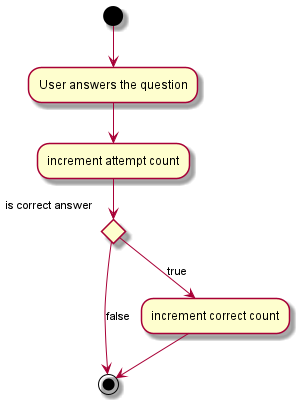 User answers the question
increment attempt count
is correct answer
true
increment correct count
false